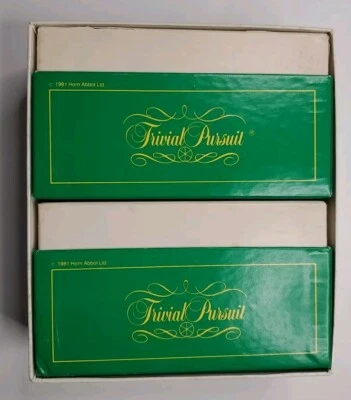 © 1981 Horn Abbot Ltd
Trivial Pursuit®
© 1981 Horn Abbot Ltd
Trivial Pursuit